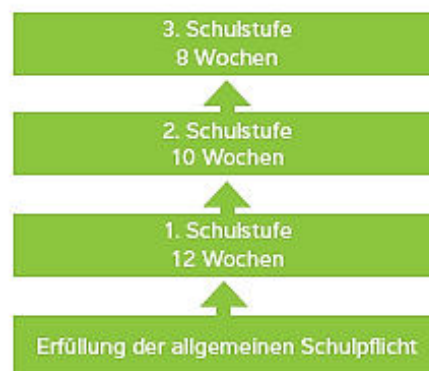 3. Schulstufe
8 Wochen
2. Schulstufe
10 Wochen
1. Schulstufe
12 Wochen
Erfüllung der allgemeinen Schulpflicht